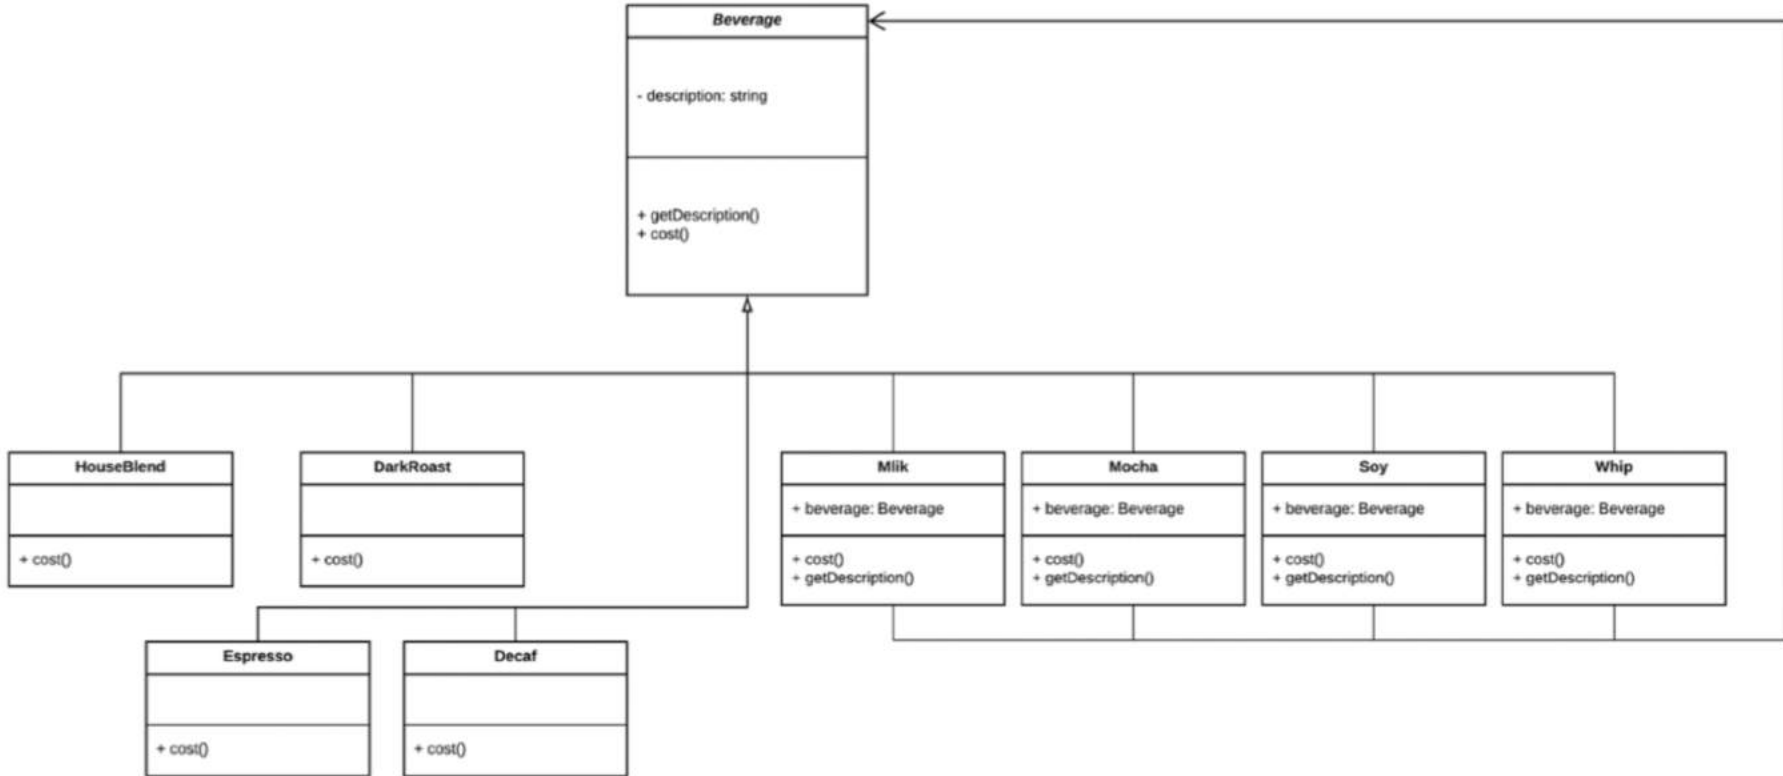 Beverage
- description: string
+ getDescription()
+ cost()
HouseBlend
+ cost()
DarkRoast
+ cost()
Mlik
+ beverage: Beverage
+ cost()
+ getDescription()
Mocha
+ beverage: Beverage
+ cost()
+ getDescription()
Soy
+ beverage: Beverage
+ cost()
+ getDescription()
Whip
+ beverage: Beverage
+ cost()
+ getDescription()
Espresso
+ cost()
Decaf
+ cost()